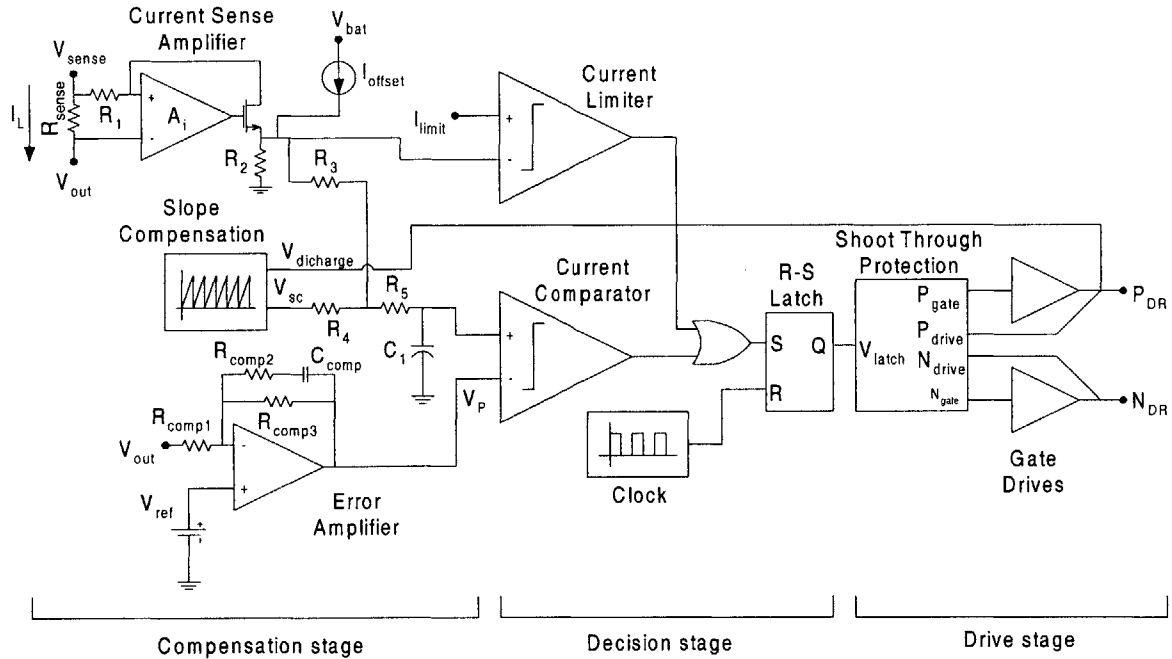 Current Sense
Amplifier
V_sense
V_bat
I_offset
I_L
R_sense
R_1
+
A_i
-
R_2
R_3
V_out
Current
Limiter
I_limit
+
-
Slope
Compensation
V_dicharge
V_sc
R_4
R_5
C_1
Current
Comparator
+
-
V_P
R-S
Latch
S
Q
R
Shoot Through
Protection
P_gate
P_drive
V_latch
N_drive
N_gate
P_DR
N_DR
Gate
Drives
R_comp2
C_comp
R_comp1
R_comp3
V_out
-
+
V_ref
+
+
Error
Amplifier
Clock
Compensation stage
Decision stage
Drive stage